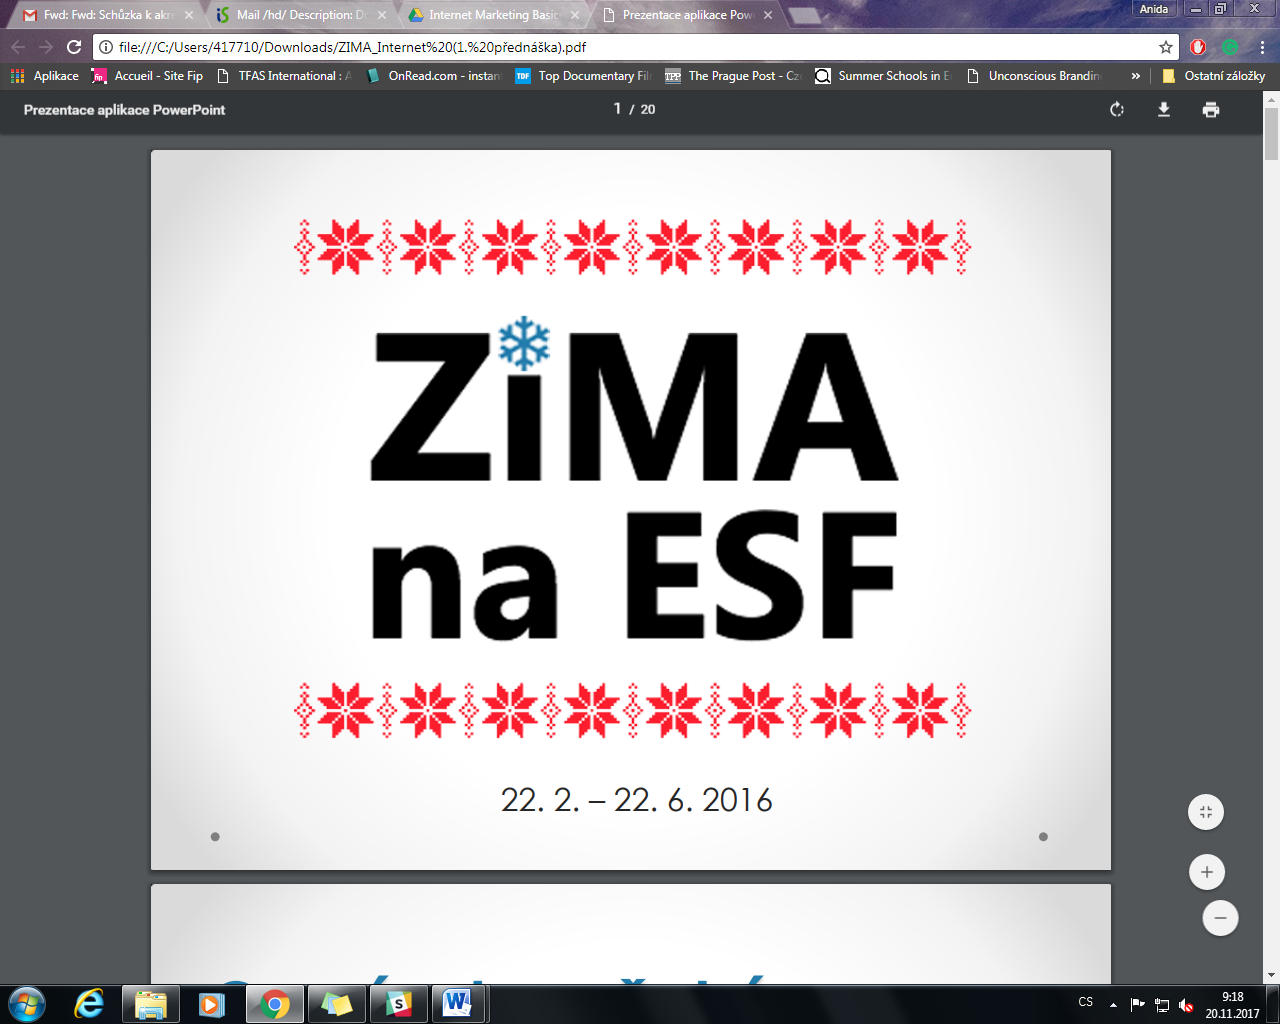 Fwd: Fwd: Schůzka k akr
Mail /hd/ Description: D
Internet Marketing Basic
Prezentace aplikace Pow
Anida
file:///C:/Users/417710/Downloads/ZIMA_Internet%20(1.%20přednáška).pdf
Aplikace
fin
Accueil - Site Fip
TFAS International : A
OnRead.com - instan
TDF
Top Documentary Fil
TPP
The Prague Post - Cz
Summer Schools in E
Unconscious Brandin
»
Ostatní záložky
Prezentace aplikace PowerPoint
1 / 20
ZiMA
na ESF
22. 2. – 22. 6. 2016
CS
9:18
20.11.2017